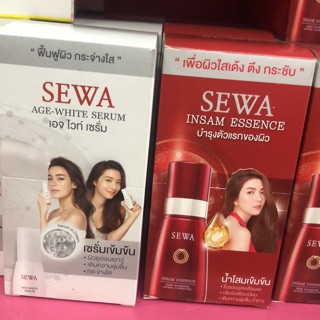 " ฟื้นฟูผิว กระจ่างใส "
SEWA
AGE-WHITE SERUM
เอจ ไวท์ เซรั่ม
เซรั่มเข้มข้น
SEWA
" เพื่อผิวใสเด้ง ตึง กระชับ "
SEWA
INSAM ESSENCE
บำรุงตัวแรกของผิว
SEWA
INSAM ESSENCE
น้ำโสมเข้มข้น